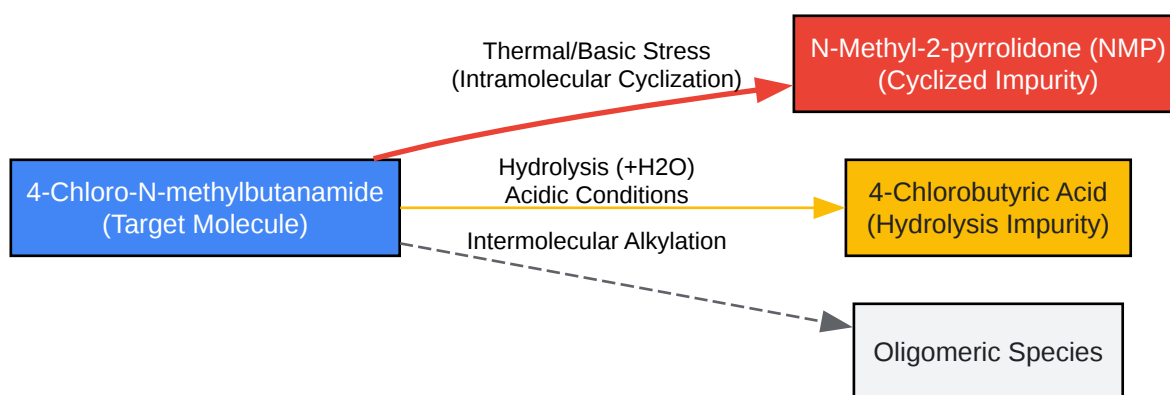 Thermal/Basic Stress
(Intramolecular Cyclization)
N-Methyl-2-pyrrolidone (NMP)
(Cyclized Impurity)
4-Chloro-N-methylbutanamide
(Target Molecule)
Hydrolysis (+H2O)
Acidic Conditions
4-Chlorobutyric Acid
(Hydrolysis Impurity)
Intermolecular Alkylation
Oligomeric Species